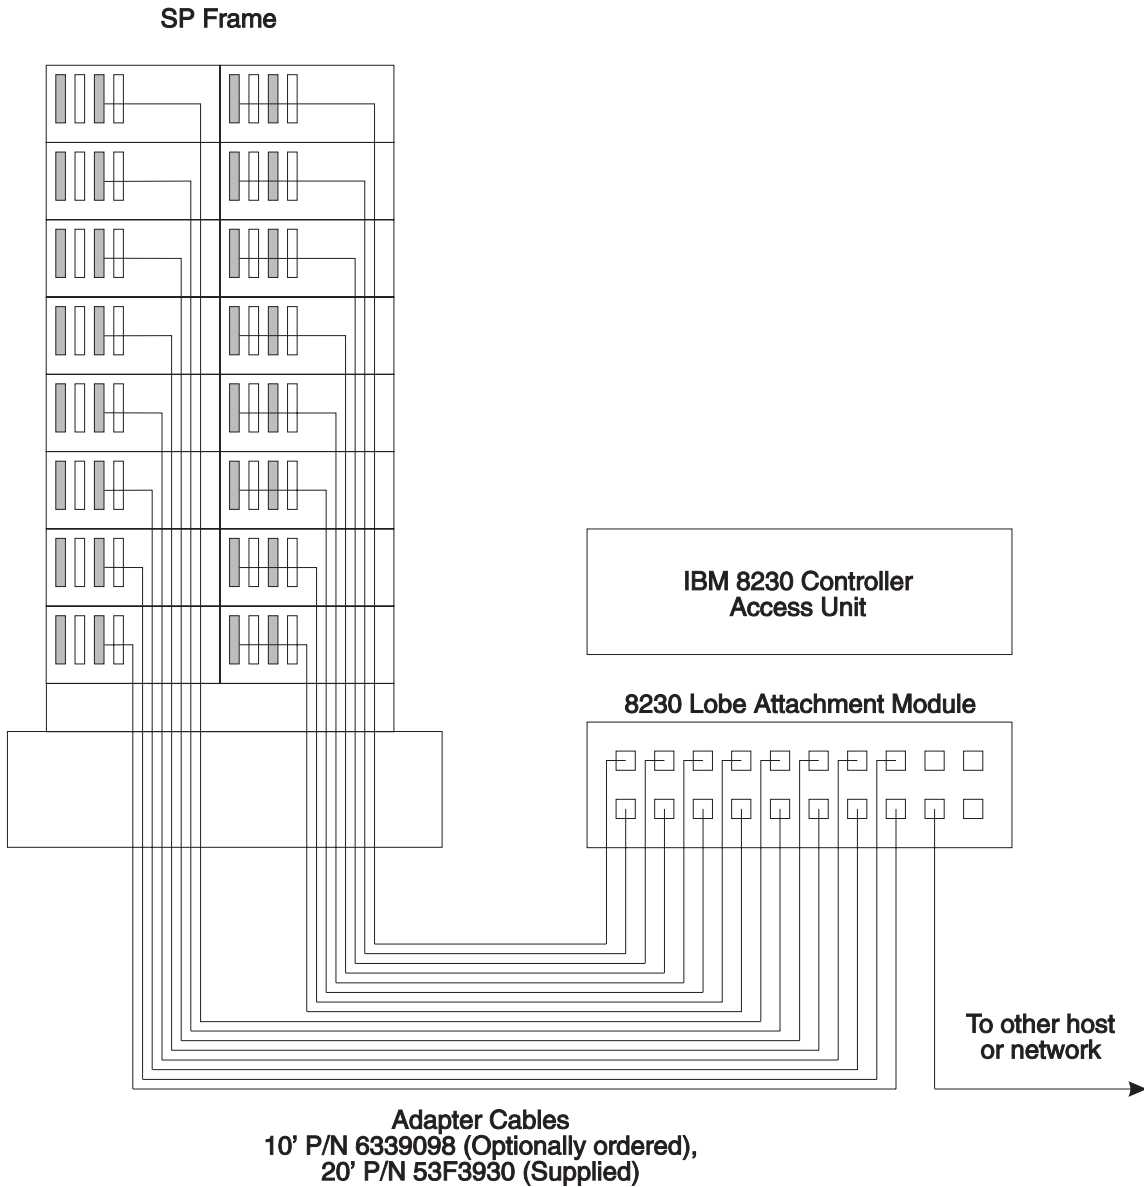 SP Frame
IBM 8230 Controller
Access Unit
8230 Lobe Attachment Module
To other host
or network
Adapter Cables
10' P/N 6339098 (Optionally ordered),
20' P/N 53F3930 (Supplied)